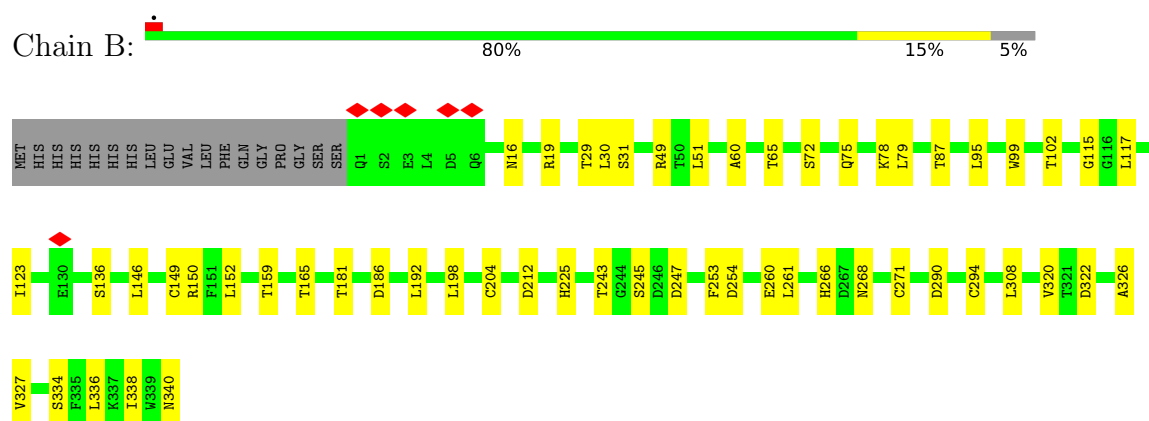 Chain B:
80% 15% 5%
MET HIS HIS HIS HIS HIS HIS LEU GLU VAL LEU PHE GLN GLY PRO GLY SER SER Q1 S2 E3 L4 D5 Q6 N16 R19 T29 L30 S31 R49 T50 L51 A60 T65 S72 Q75 K78 L79 T87 L95 W99 T102 G115 G116 L117
I123 E130 S136 L146 C149 R150 F151 L152 T159 T165 T181 D186 L192 L198 C204 D212 H225 T243 G244 S245 D246 D247 F253 D254 E260 L261 H266 D267 N268 C271 D290 C294 L308 V320 T321 D322 A326
V327 S334 F335 L336 K337 I338 W339 N340